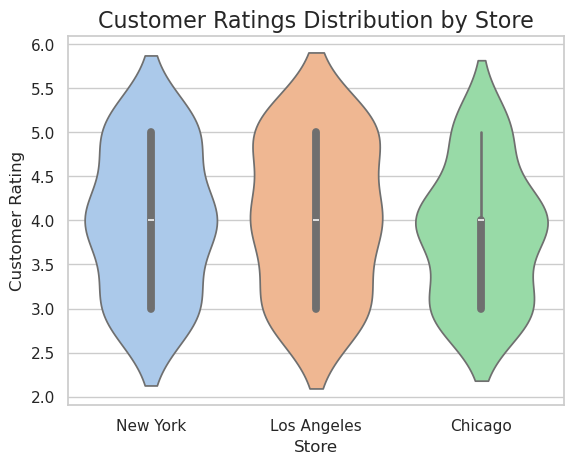 Customer Ratings Distribution by Store
6.0
5.5
5.0
4.5
4.0
3.5
3.0
2.5
2.0
Customer Rating
New York
Los Angeles
Chicago
Store